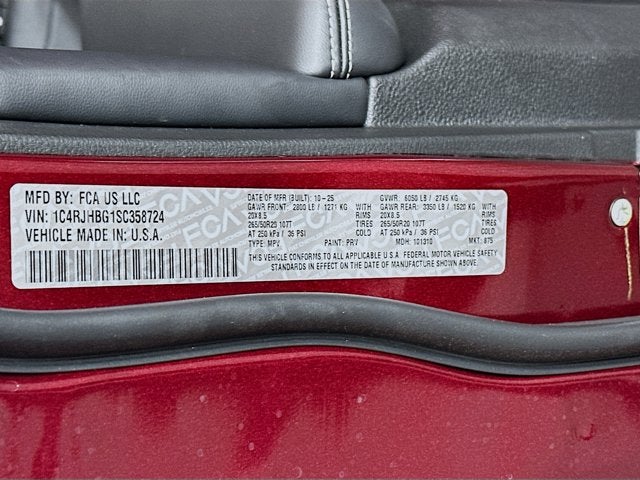 MFD BY: FCA US LLC
VIN: 1C4RJHBG1SC358724
VEHICLE MADE IN: U.S.A.
DATE OF MFR (BUILT): 10-25
GAWR FRONT: 2800 LB / 1271 KG
20X8.5 RIMS
265/50R20 107T TIRES
AT 250 kPa / 36 PSI COLD
TYPE: MPV PAINT: PRV
GVWR: 6050 LB / 2745 KG
GAWR REAR: 3350 LB / 1520 KG
20X8.5 RIMS
265/50R20 107T TIRES
AT 250 kPa / 36 PSI COLD
MDH: 101310 MKT: 875
THIS VEHICLE CONFORMS TO ALL APPLICABLE U.S.A. FEDERAL MOTOR VEHICLE SAFETY
STANDARDS IN EFFECT ON THE DATE OF MANUFACTURE SHOWN ABOVE.